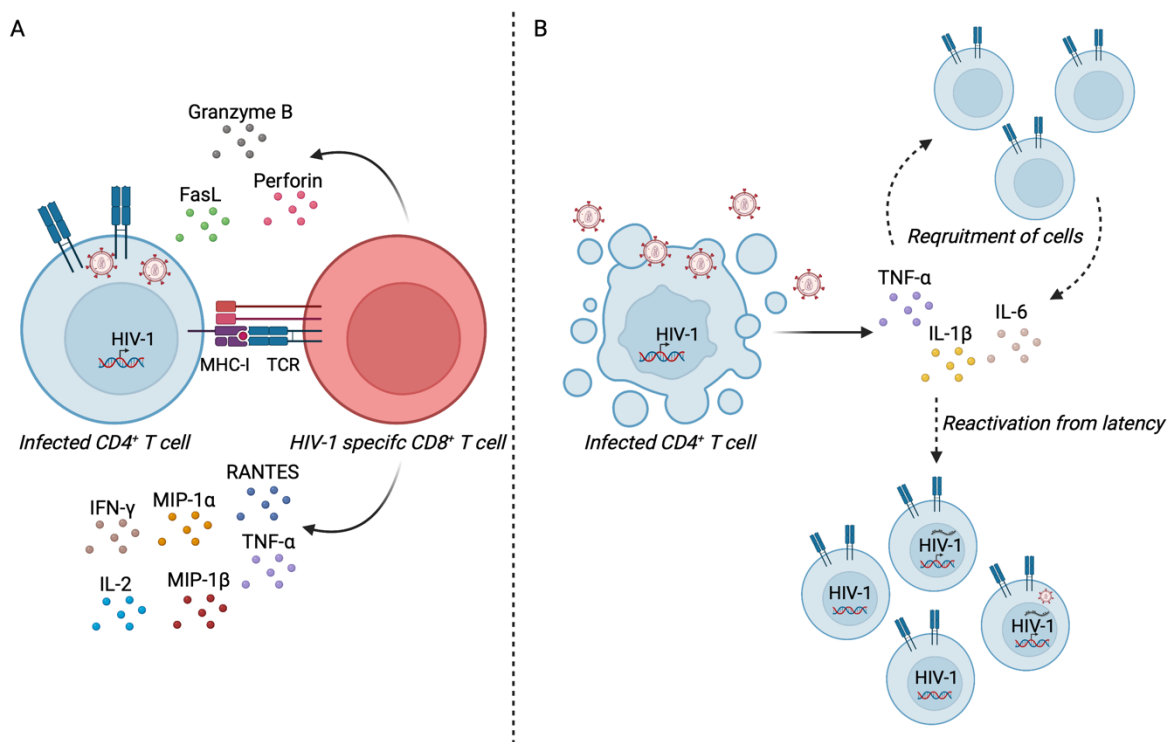 A
Granzyme B
FasL
Perforin
HIV-1
MHC-I
TCR
Infected CD4⁺ T cell
HIV-1 specifc CD8⁺ T cell
RANTES
IFN-γ
MIP-1α
TNF-α
IL-2
MIP-1β
B
Reqruitment of cells
TNF-α
IL-6
IL-1β
HIV-1
Infected CD4⁺ T cell
Reactivation from latency
HIV-1
HIV-1
HIV-1
HIV-1